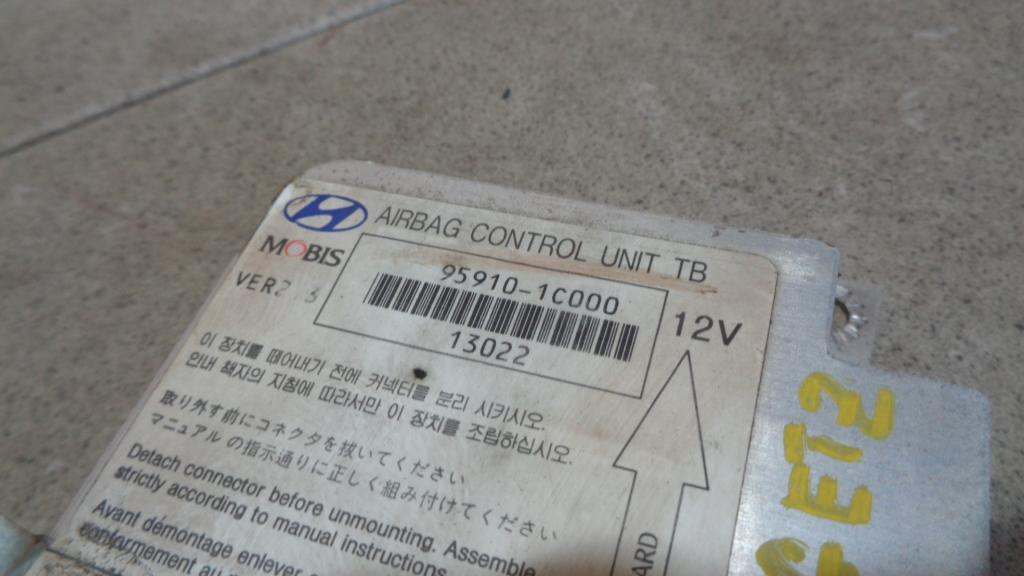 AIRBAG CONTROL UNIT TB
MOBIS
95910-1C000
12V
13022
이 장치를 떼어내기 전에 커넥터를 분리 시키시오.
안내 책자의 지침에 따라서만 이 장치를 조립하십시오.
取り外す前にコネクタを抜いてください
マニュアルの指示通りに正しく組み付けてください
Detach connector before unmounting. Assemble
strictly according to manual instructions.
Avant démontage enlever
conformement au
GETZ